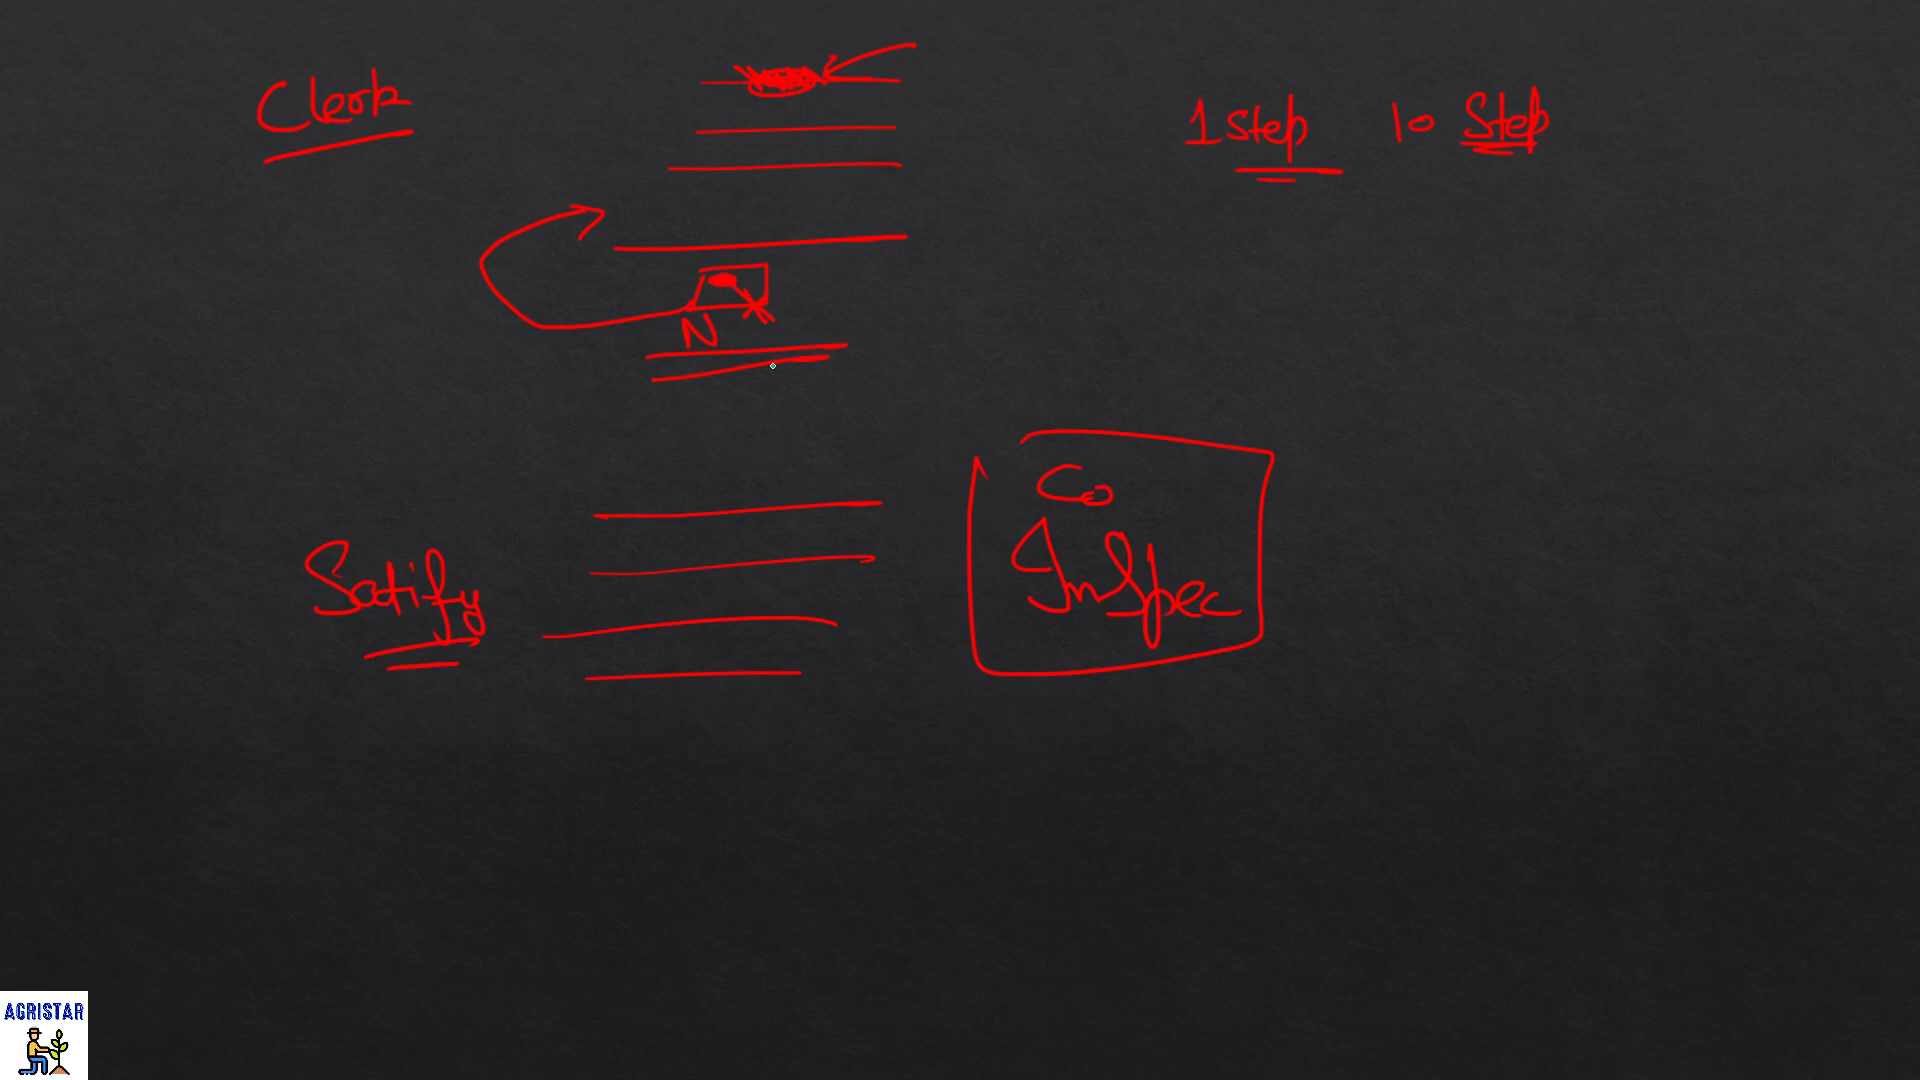 Clerk
1 Step 10 Step
N
Co
Satify
Inspec
AGRISTAR